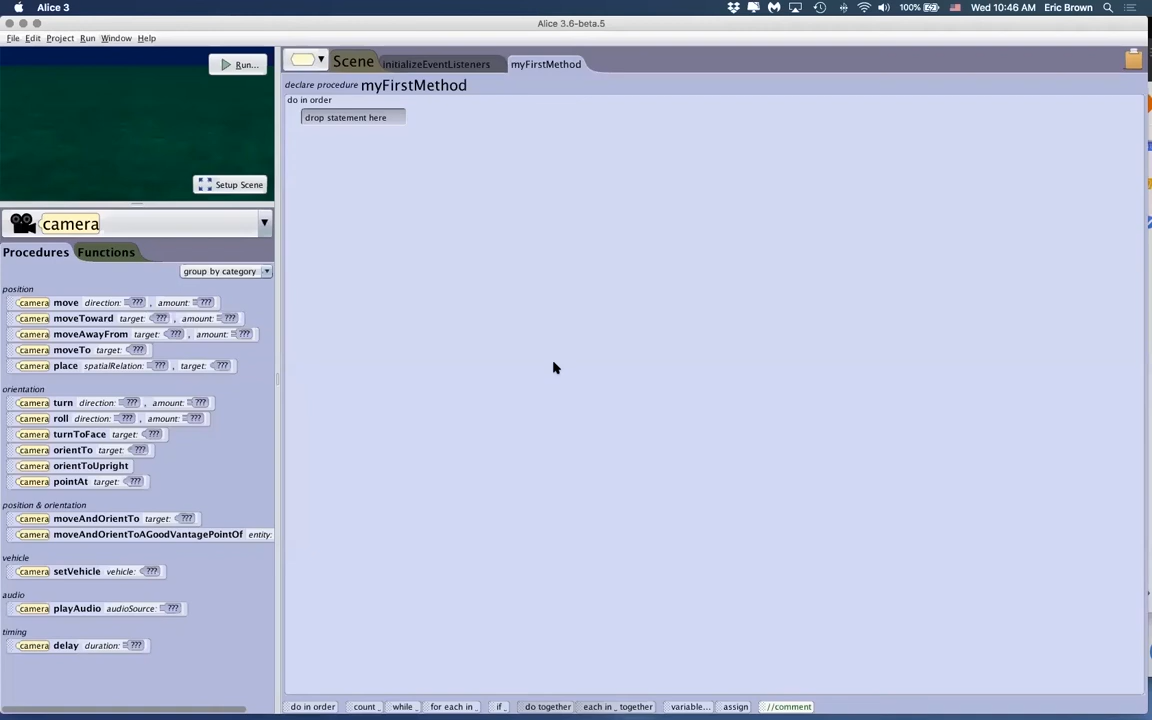 Alice 3 100% Wed 10:46 AM Eric Brown
Alice 3.6-beta.5
File Edit Project Run Window Help
Run...
Setup Scene
Scene initializeEventListeners myFirstMethod
declare procedure myFirstMethod
do in order
drop statement here
camera
Procedures Functions
group by category
position
camera move direction: ??? , amount: ???
camera moveToward target: ??? , amount: ???
camera moveAwayFrom target: ??? , amount: ???
camera moveTo target: ???
camera place spatialRelation: ??? , target: ???
orientation
camera turn direction: ??? , amount: ???
camera roll direction: ??? , amount: ???
camera turnToFace target: ???
camera orientTo target: ???
camera orientToUpright
camera pointAt target: ???
position & orientation
camera moveAndOrientTo target: ???
camera moveAndOrientToAGoodVantagePointOf entity:
vehicle
camera setVehicle vehicle: ???
audio
camera playAudio audioSource: ???
timing
camera delay duration: ???
do in order count_ while_ for each in_ if_ do together each in_ together variable... assign //comment